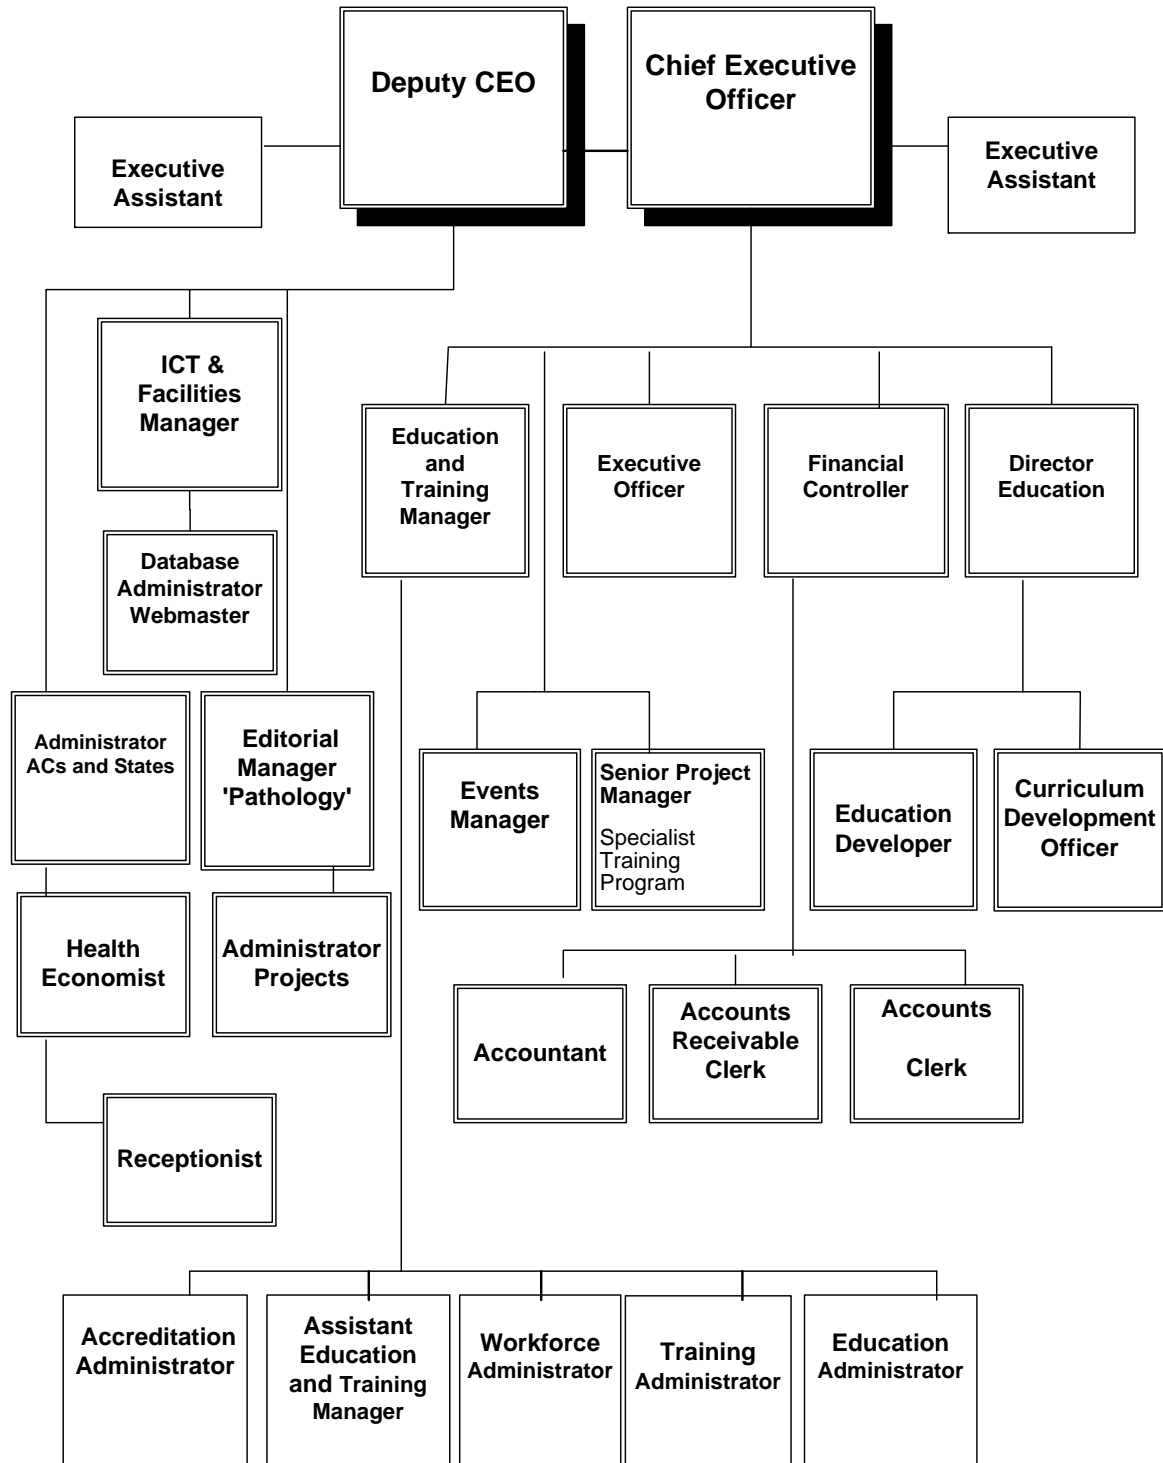 Deputy CEO
Chief Executive
Officer
Executive
Assistant
Executive
Assistant
ICT &
Facilities
Manager
Education
and
Training
Manager
Executive
Officer
Financial
Controller
Director
Education
Database
Administrator
Webmaster
Administrator
ACs and States
Editorial
Manager
'Pathology'
Events
Manager
Senior Project
Manager
Specialist
Training
Program
Education
Developer
Curriculum
Development
Officer
Health
Economist
Administrator
Projects
Accountant
Accounts
Receivable
Clerk
Accounts
Clerk
Receptionist
Accreditation
Administrator
Assistant
Education
and Training
Manager
Workforce
Administrator
Training
Administrator
Education
Administrator